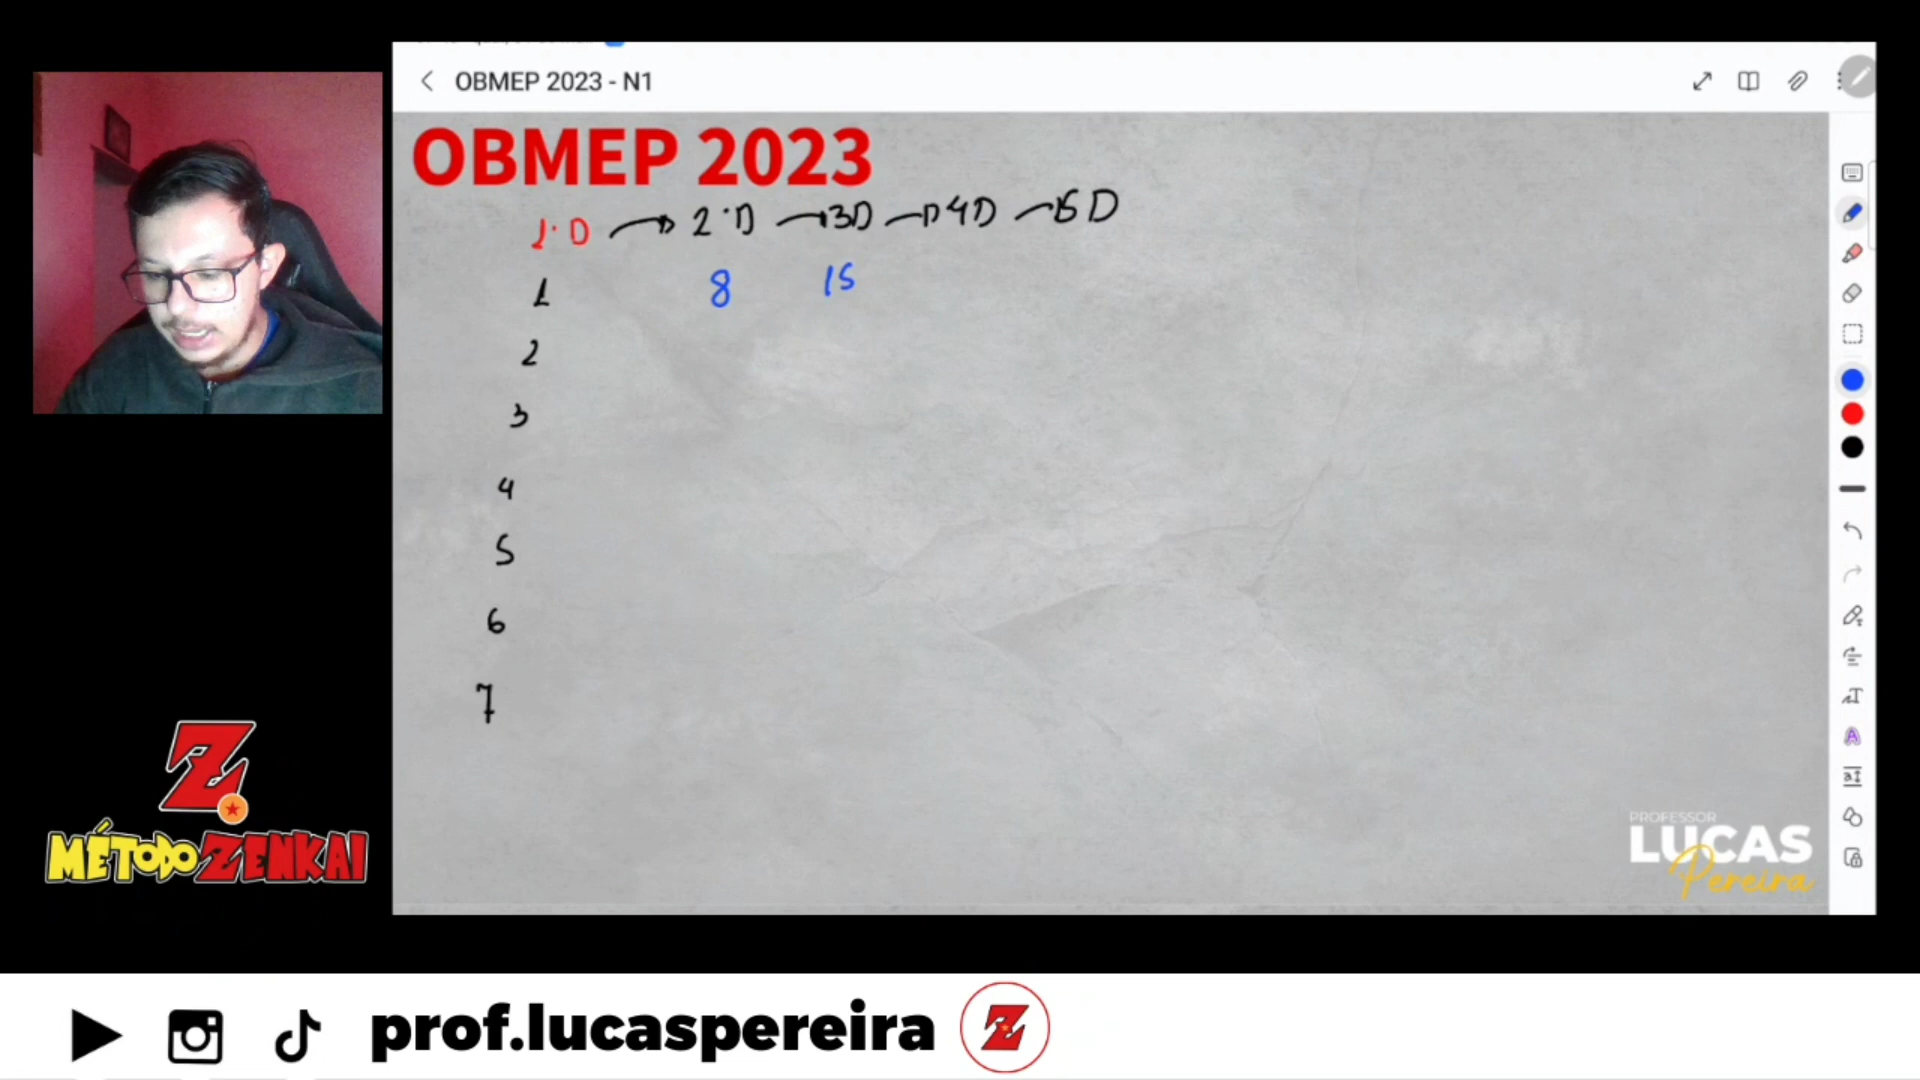 OBMEP 2023 - N1
OBMEP 2023
1·D 2·D 3D 4D 5D
1 8 15
2
3
4
5
6
7
PROFESSOR
LUCAS
Pereira
Z
MÉTODO ZENKAI
prof.lucaspereira Z